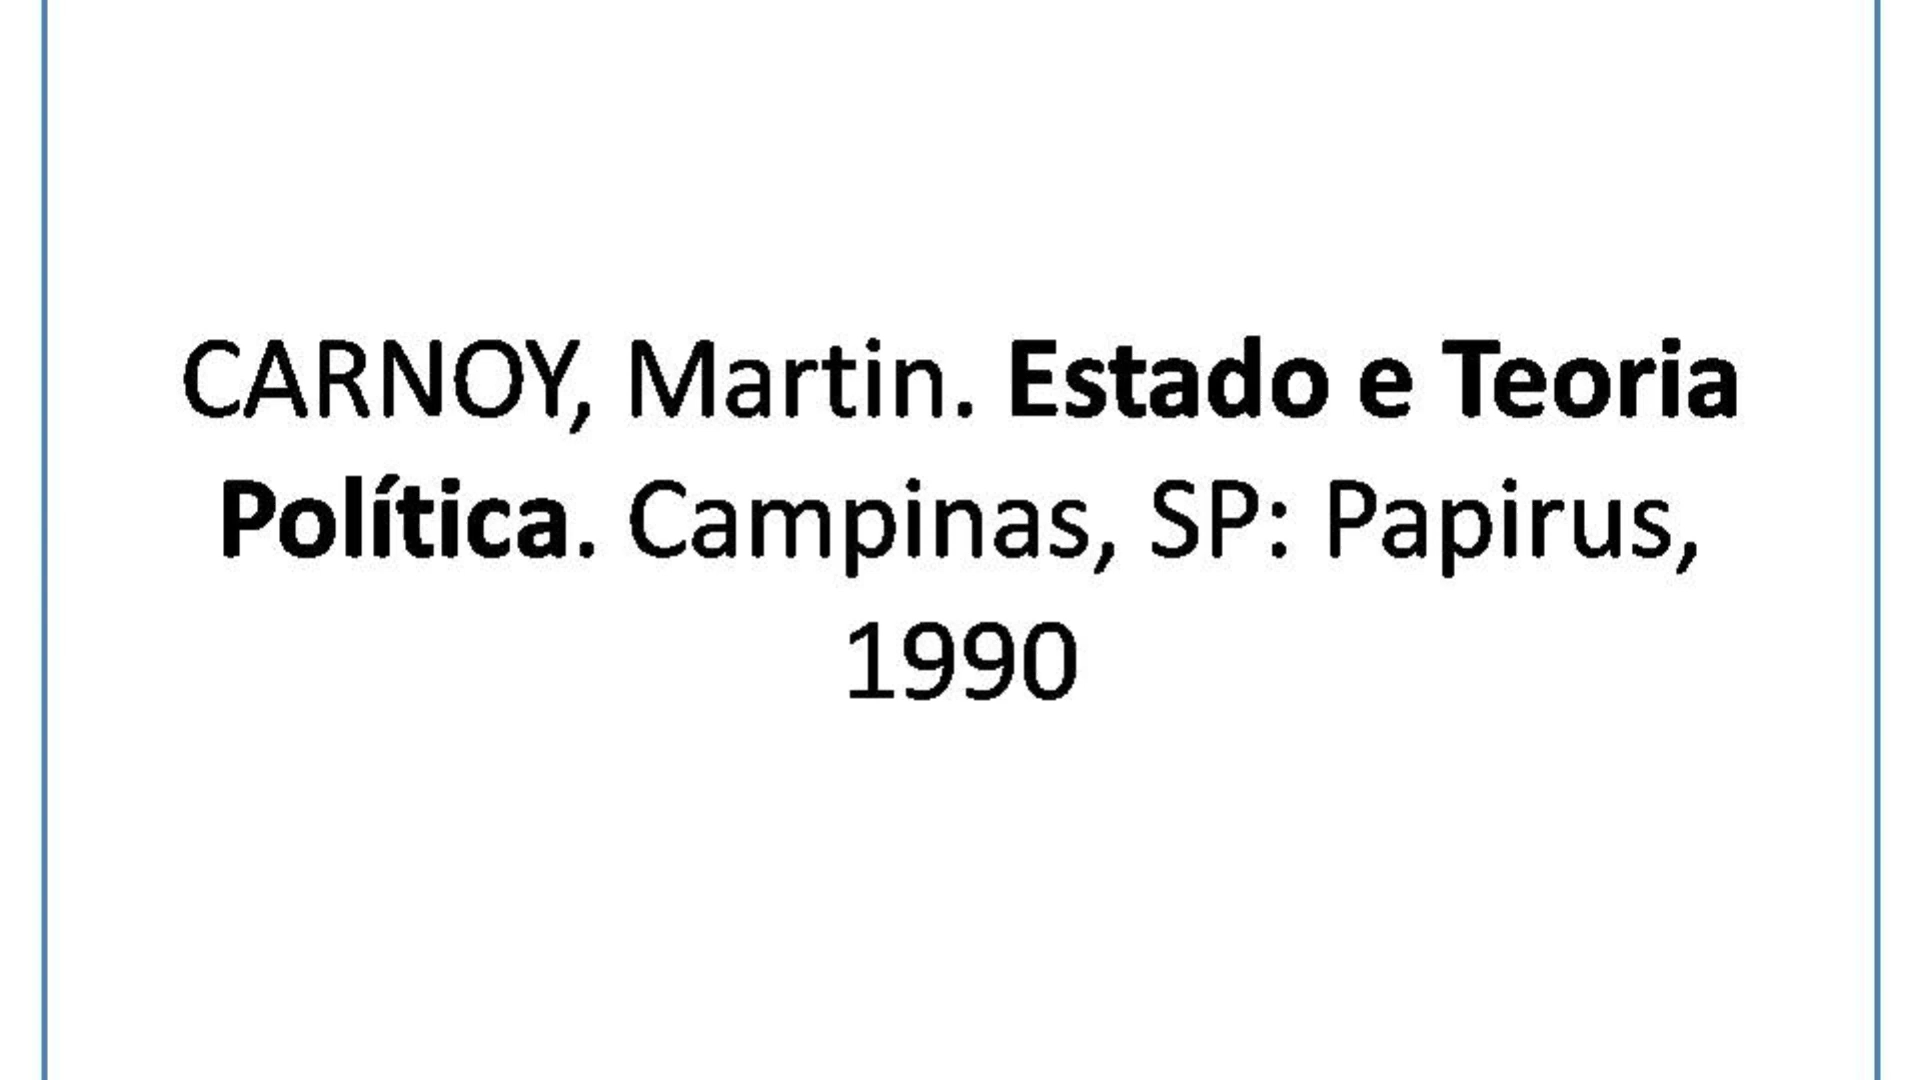 CARNOY, Martin. Estado e Teoria
Política. Campinas, SP: Papirus,
1990